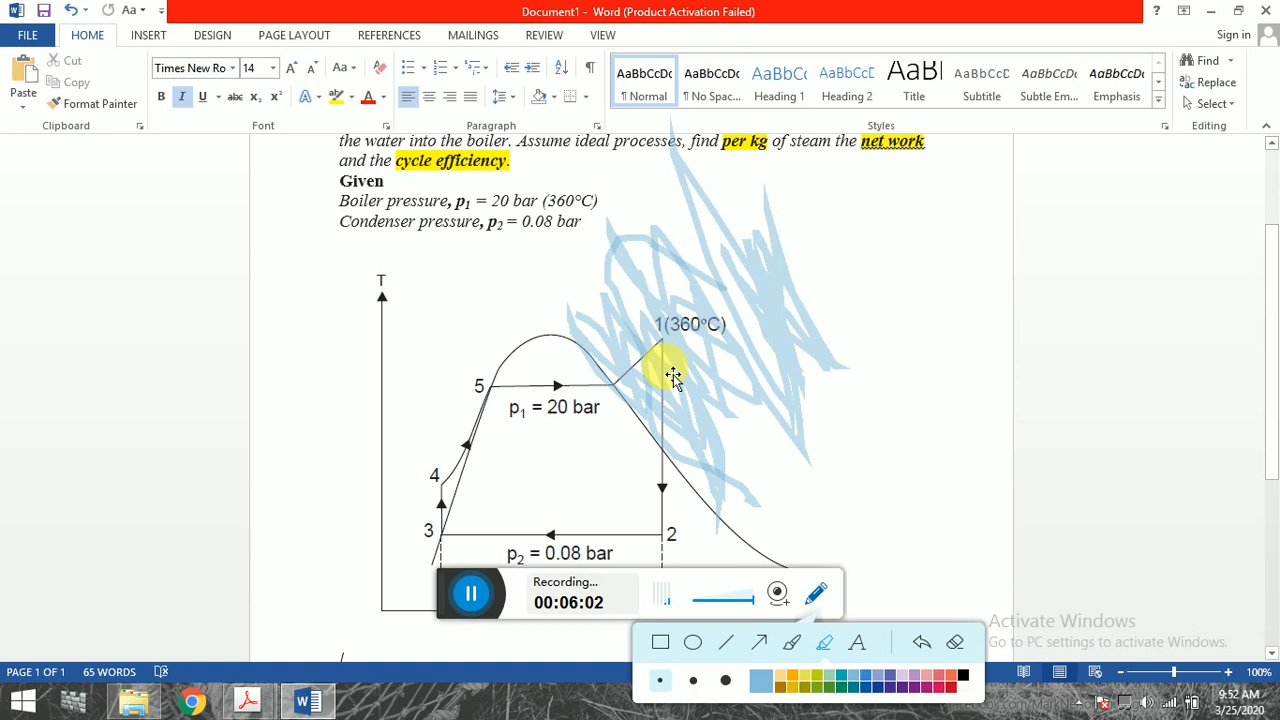 Document1 - Word (Product Activation Failed)
FILE HOME INSERT DESIGN PAGE LAYOUT REFERENCES MAILINGS REVIEW VIEW Sign in
Cut
Copy
Paste
Format Painter
Clipboard
Times New Ro 14
Font
Paragraph
AaBbCcDc AaBbCcDc AaBbCc AaBbCcD AaBl AaBbCcD AaBbCcDc AaBbCcDc
¶ Normal ¶ No Spac... Heading 1 Heading 2 Title Subtitle Subtle Em... Emphasis
Styles
Find
Replace
Select
Editing
the water into the boiler. Assume ideal processes, find per kg of steam the net work
and the cycle efficiency.
Given
Boiler pressure, p1 = 20 bar (360°C)
Condenser pressure, p2 = 0.08 bar
T
1(360°C)
5
p1 = 20 bar
4
3
2
p2 = 0.08 bar
Recording...
00:06:02
Activate Windows
Go to PC settings to activate Windows.
PAGE 1 OF 1 65 WORDS 100%
9:52 AM
3/25/2020